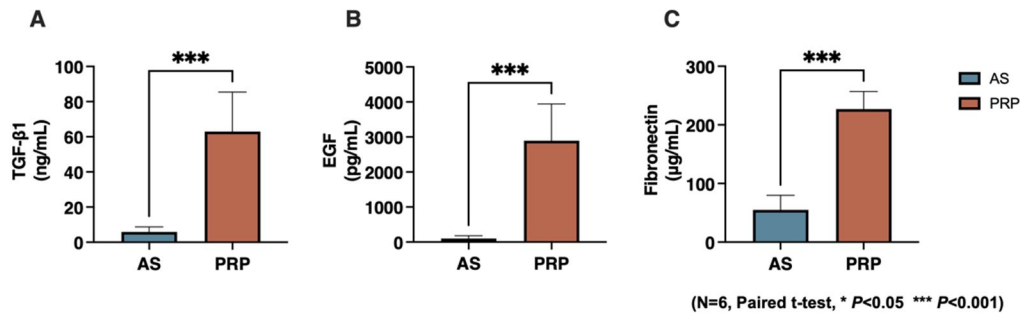 A
TGF-β1
(ng/mL)
100
80
60
40
20
0
***
AS
PRP
B
EGF
(pg/mL)
5000
4000
3000
2000
1000
0
***
AS
PRP
C
Fibronectin
(µg/mL)
300
200
100
0
***
AS
PRP
AS
PRP
(N=6, Paired t-test, * P<0.05 *** P<0.001)